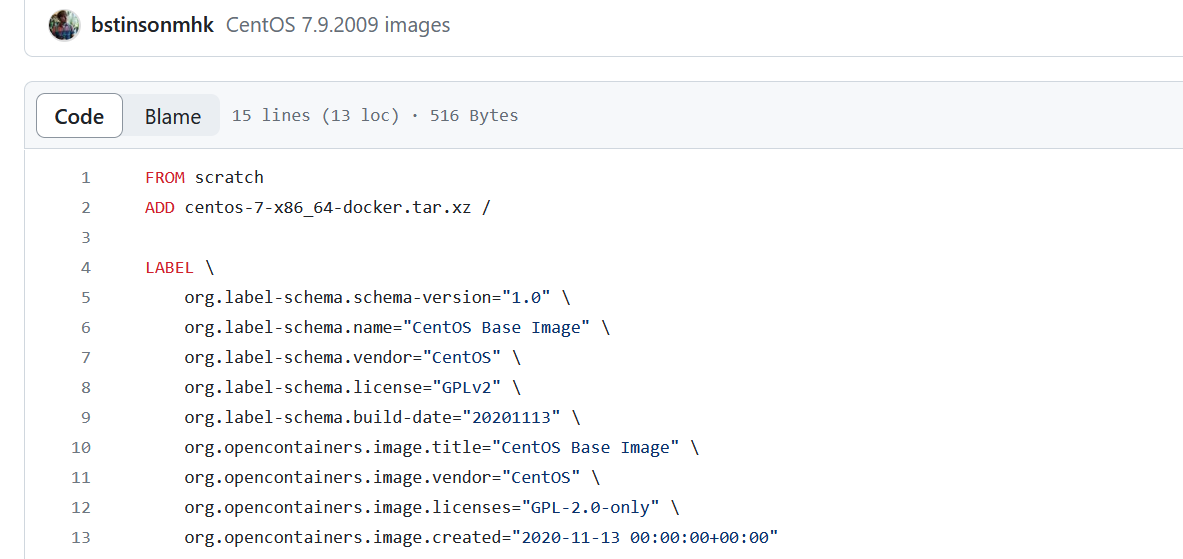 bstinsonmhk CentOS 7.9.2009 images
Code Blame 15 lines (13 loc) · 516 Bytes
1 FROM scratch
2 ADD centos-7-x86_64-docker.tar.xz /
3
4 LABEL \
5 org.label-schema.schema-version="1.0" \
6 org.label-schema.name="CentOS Base Image" \
7 org.label-schema.vendor="CentOS" \
8 org.label-schema.license="GPLv2" \
9 org.label-schema.build-date="20201113" \
10 org.opencontainers.image.title="CentOS Base Image" \
11 org.opencontainers.image.vendor="CentOS" \
12 org.opencontainers.image.licenses="GPL-2.0-only" \
13 org.opencontainers.image.created="2020-11-13 00:00:00+00:00"